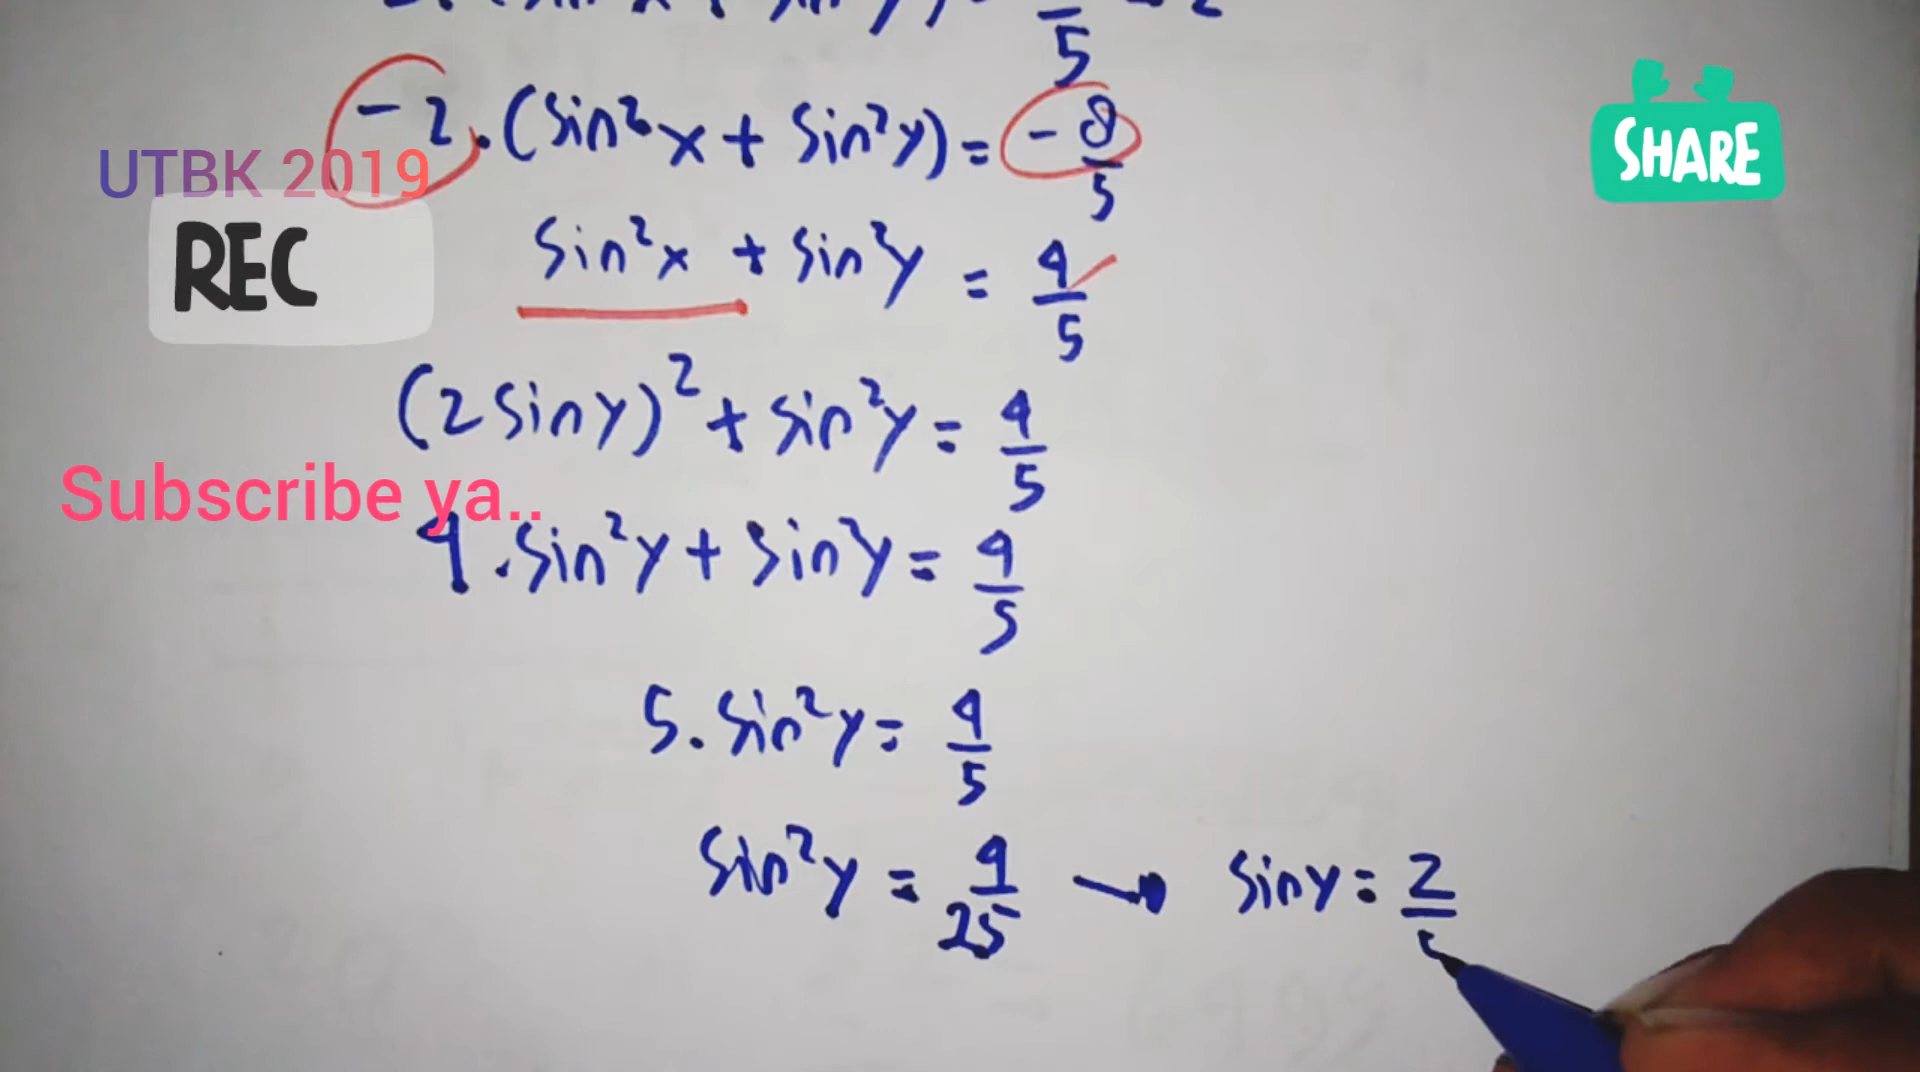 -2.(sin²x + sin²y) = -8/5
SHARE
UTBK 2019
REC
sin²x + sin²y = 4/5
(2 sin y)² + sin²y = 4/5
Subscribe ya..
4.sin²y + sin²y = 4/5
5.sin²y = 4/5
sin²y = 4/25 → sin y = 2/